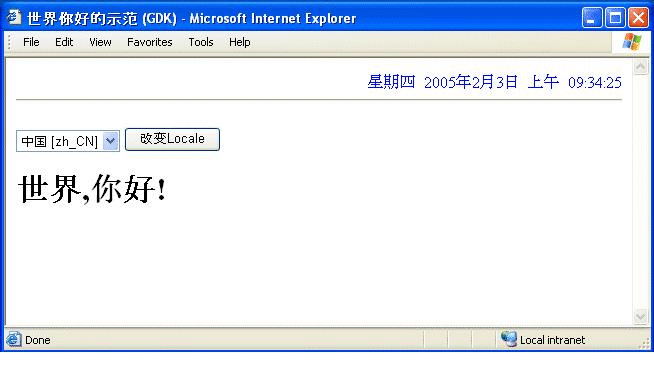 世界你好的示范 (GDK) - Microsoft Internet Explorer
File Edit View Favorites Tools Help
星期四 2005年2月3日 上午 09:34:25
中国 [zh_CN] 改变Locale
世界,你好!
Done Local intranet